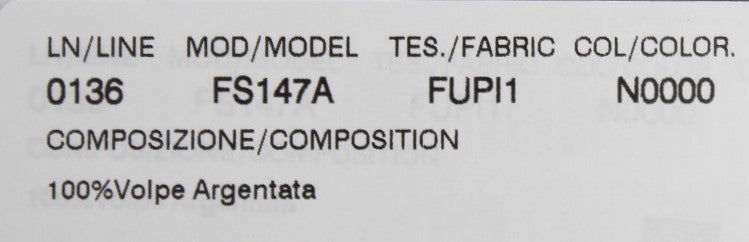 LN/LINE MOD/MODEL TES./FABRIC COL/COLOR.
0136 FS147A FUPI1 N0000
COMPOSIZIONE/COMPOSITION
100%Volpe Argentata